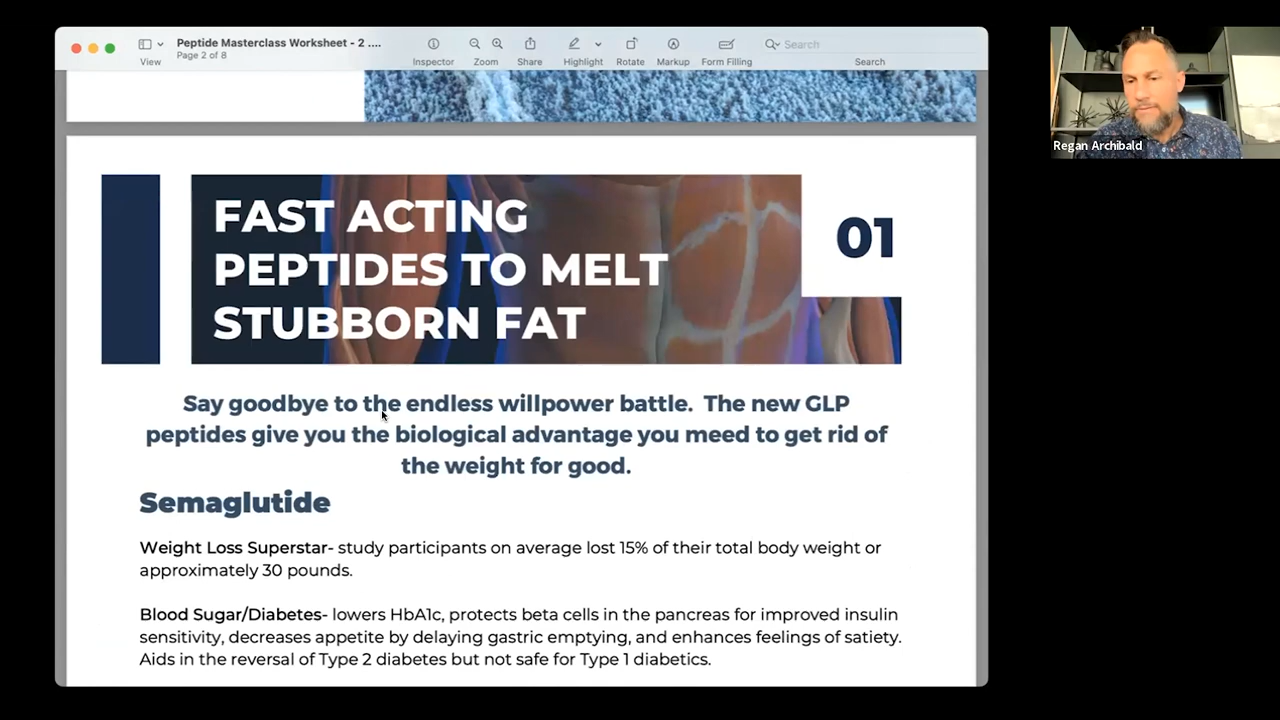 Peptide Masterclass Worksheet - 2 ....
Page 2 of 8
View
Inspector
Zoom
Share
Highlight
Rotate
Markup
Form Filling
Search
Search
Regan Archibald
FAST ACTING
PEPTIDES TO MELT
STUBBORN FAT
01
Say goodbye to the endless willpower battle.  The new GLP
peptides give you the biological advantage you meed to get rid of
the weight for good.
Semaglutide
Weight Loss Superstar- study participants on average lost 15% of their total body weight or
approximately 30 pounds.
Blood Sugar/Diabetes- lowers HbA1c, protects beta cells in the pancreas for improved insulin
sensitivity, decreases appetite by delaying gastric emptying, and enhances feelings of satiety.
Aids in the reversal of Type 2 diabetes but not safe for Type 1 diabetics.